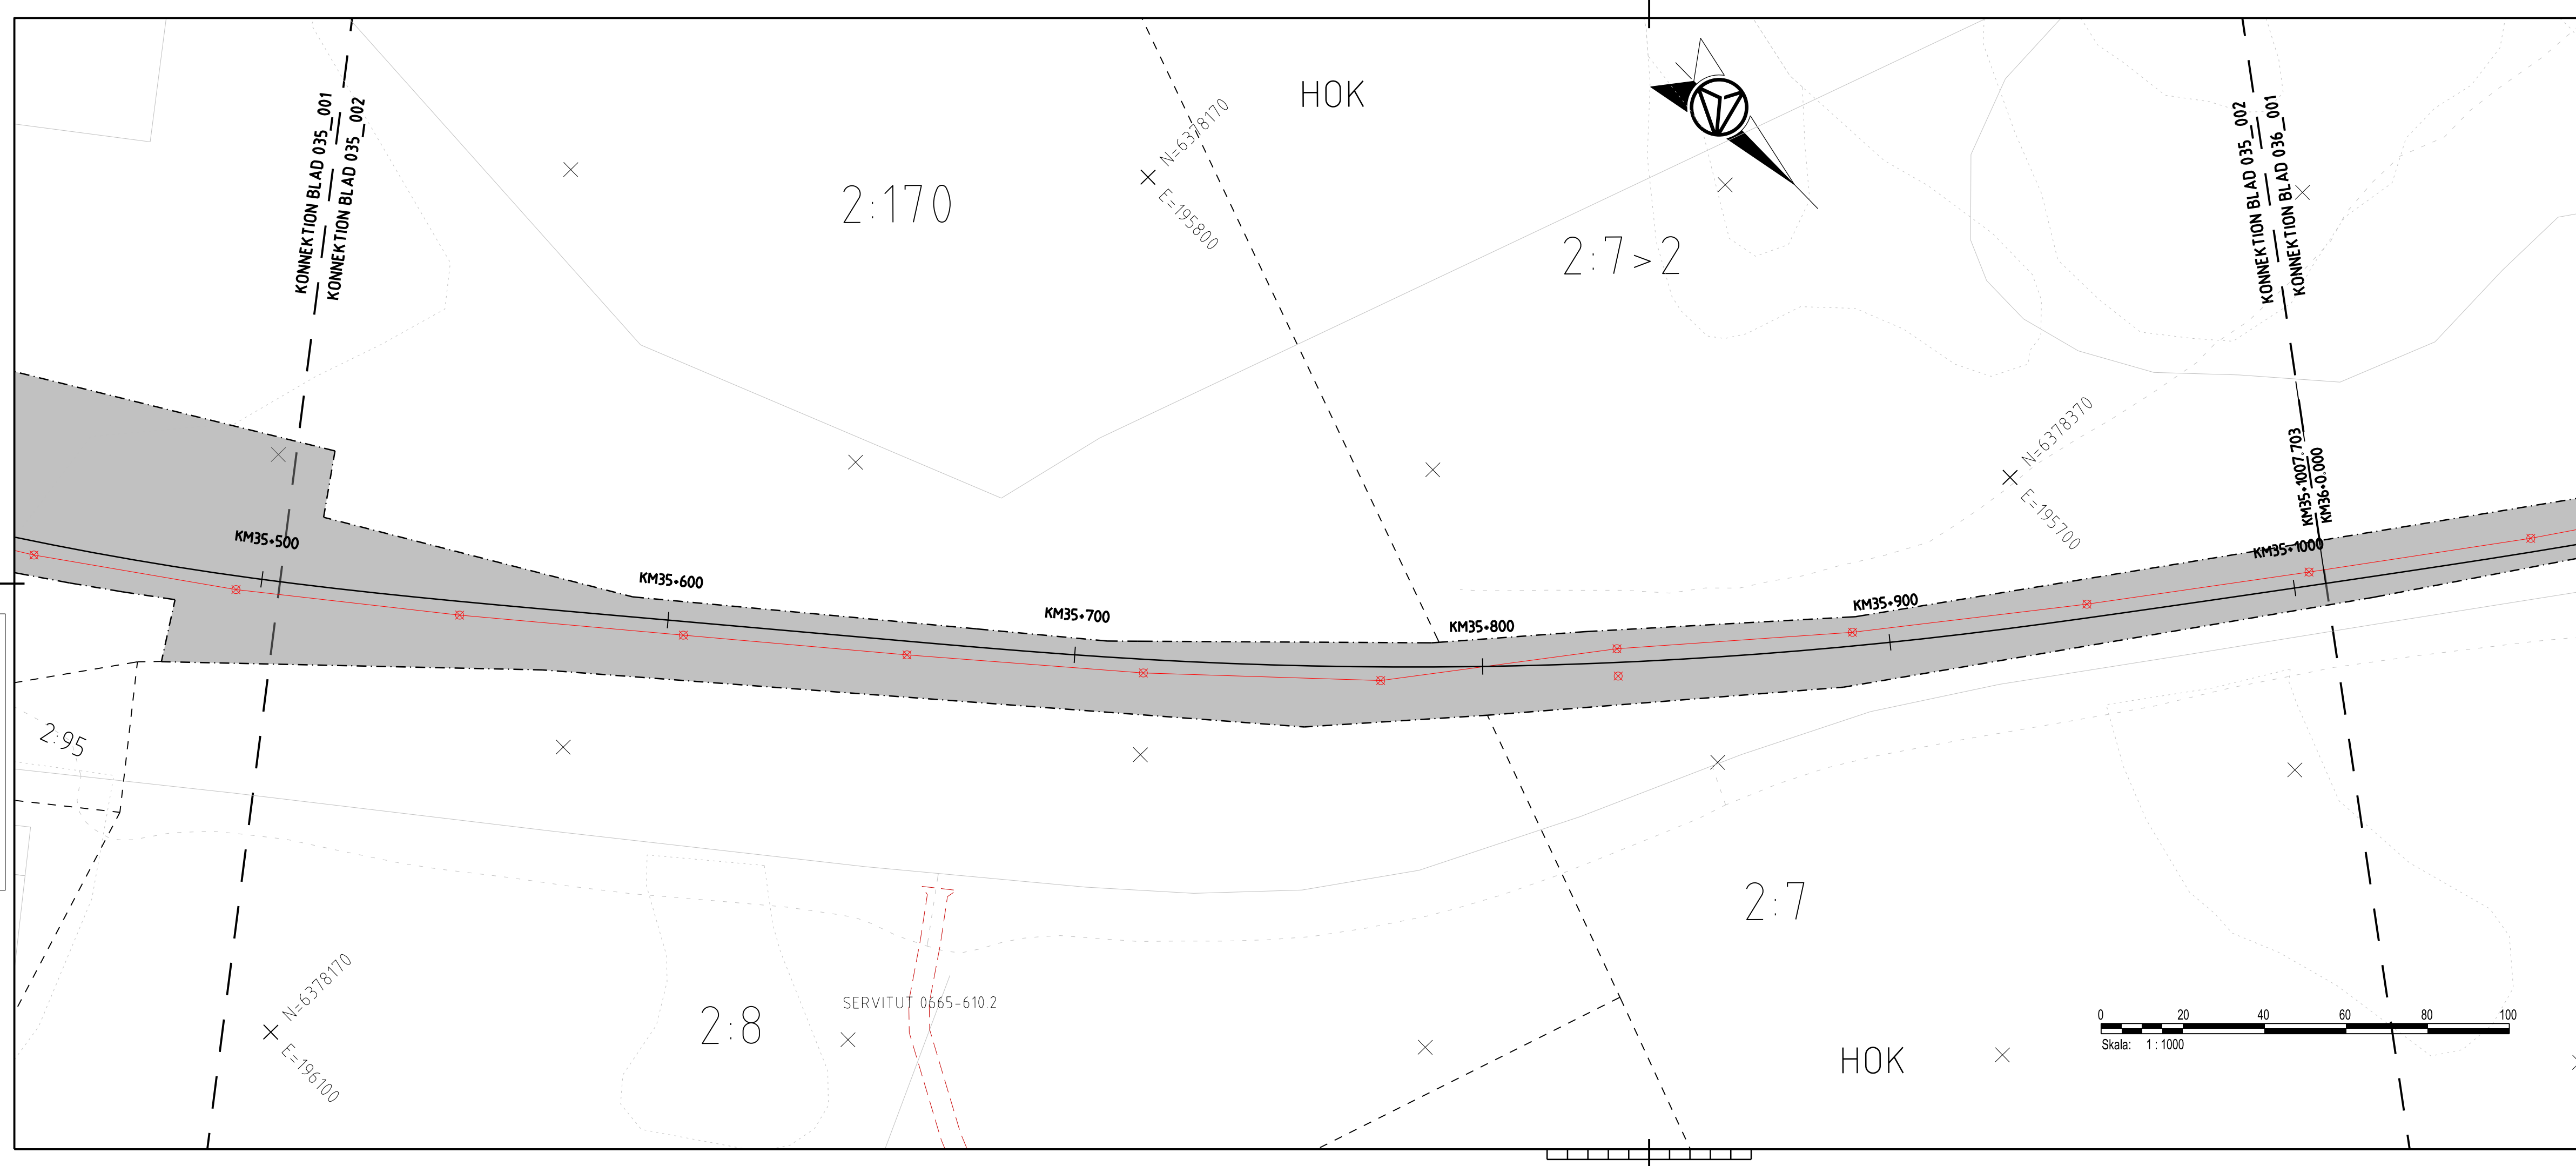 KONNEKTION BLAD 035_001
KONNEKTION BLAD 035_002
HOK
N=6378170
E=195800
2:170
2:7>2
KONNEKTION BLAD 035_002
KONNEKTION BLAD 036_001
N=6378370
E=195700
KM35+1007.703
KM36+0.000
KM35+500
KM35+600
KM35+700
KM35+800
KM35+900
KM35+1000
2:95
2:7
N=6378170
E=196100
SERVITUT 0665-610.2
2:8
HOK
0 20 40 60 80 100
Skala: 1 : 1000